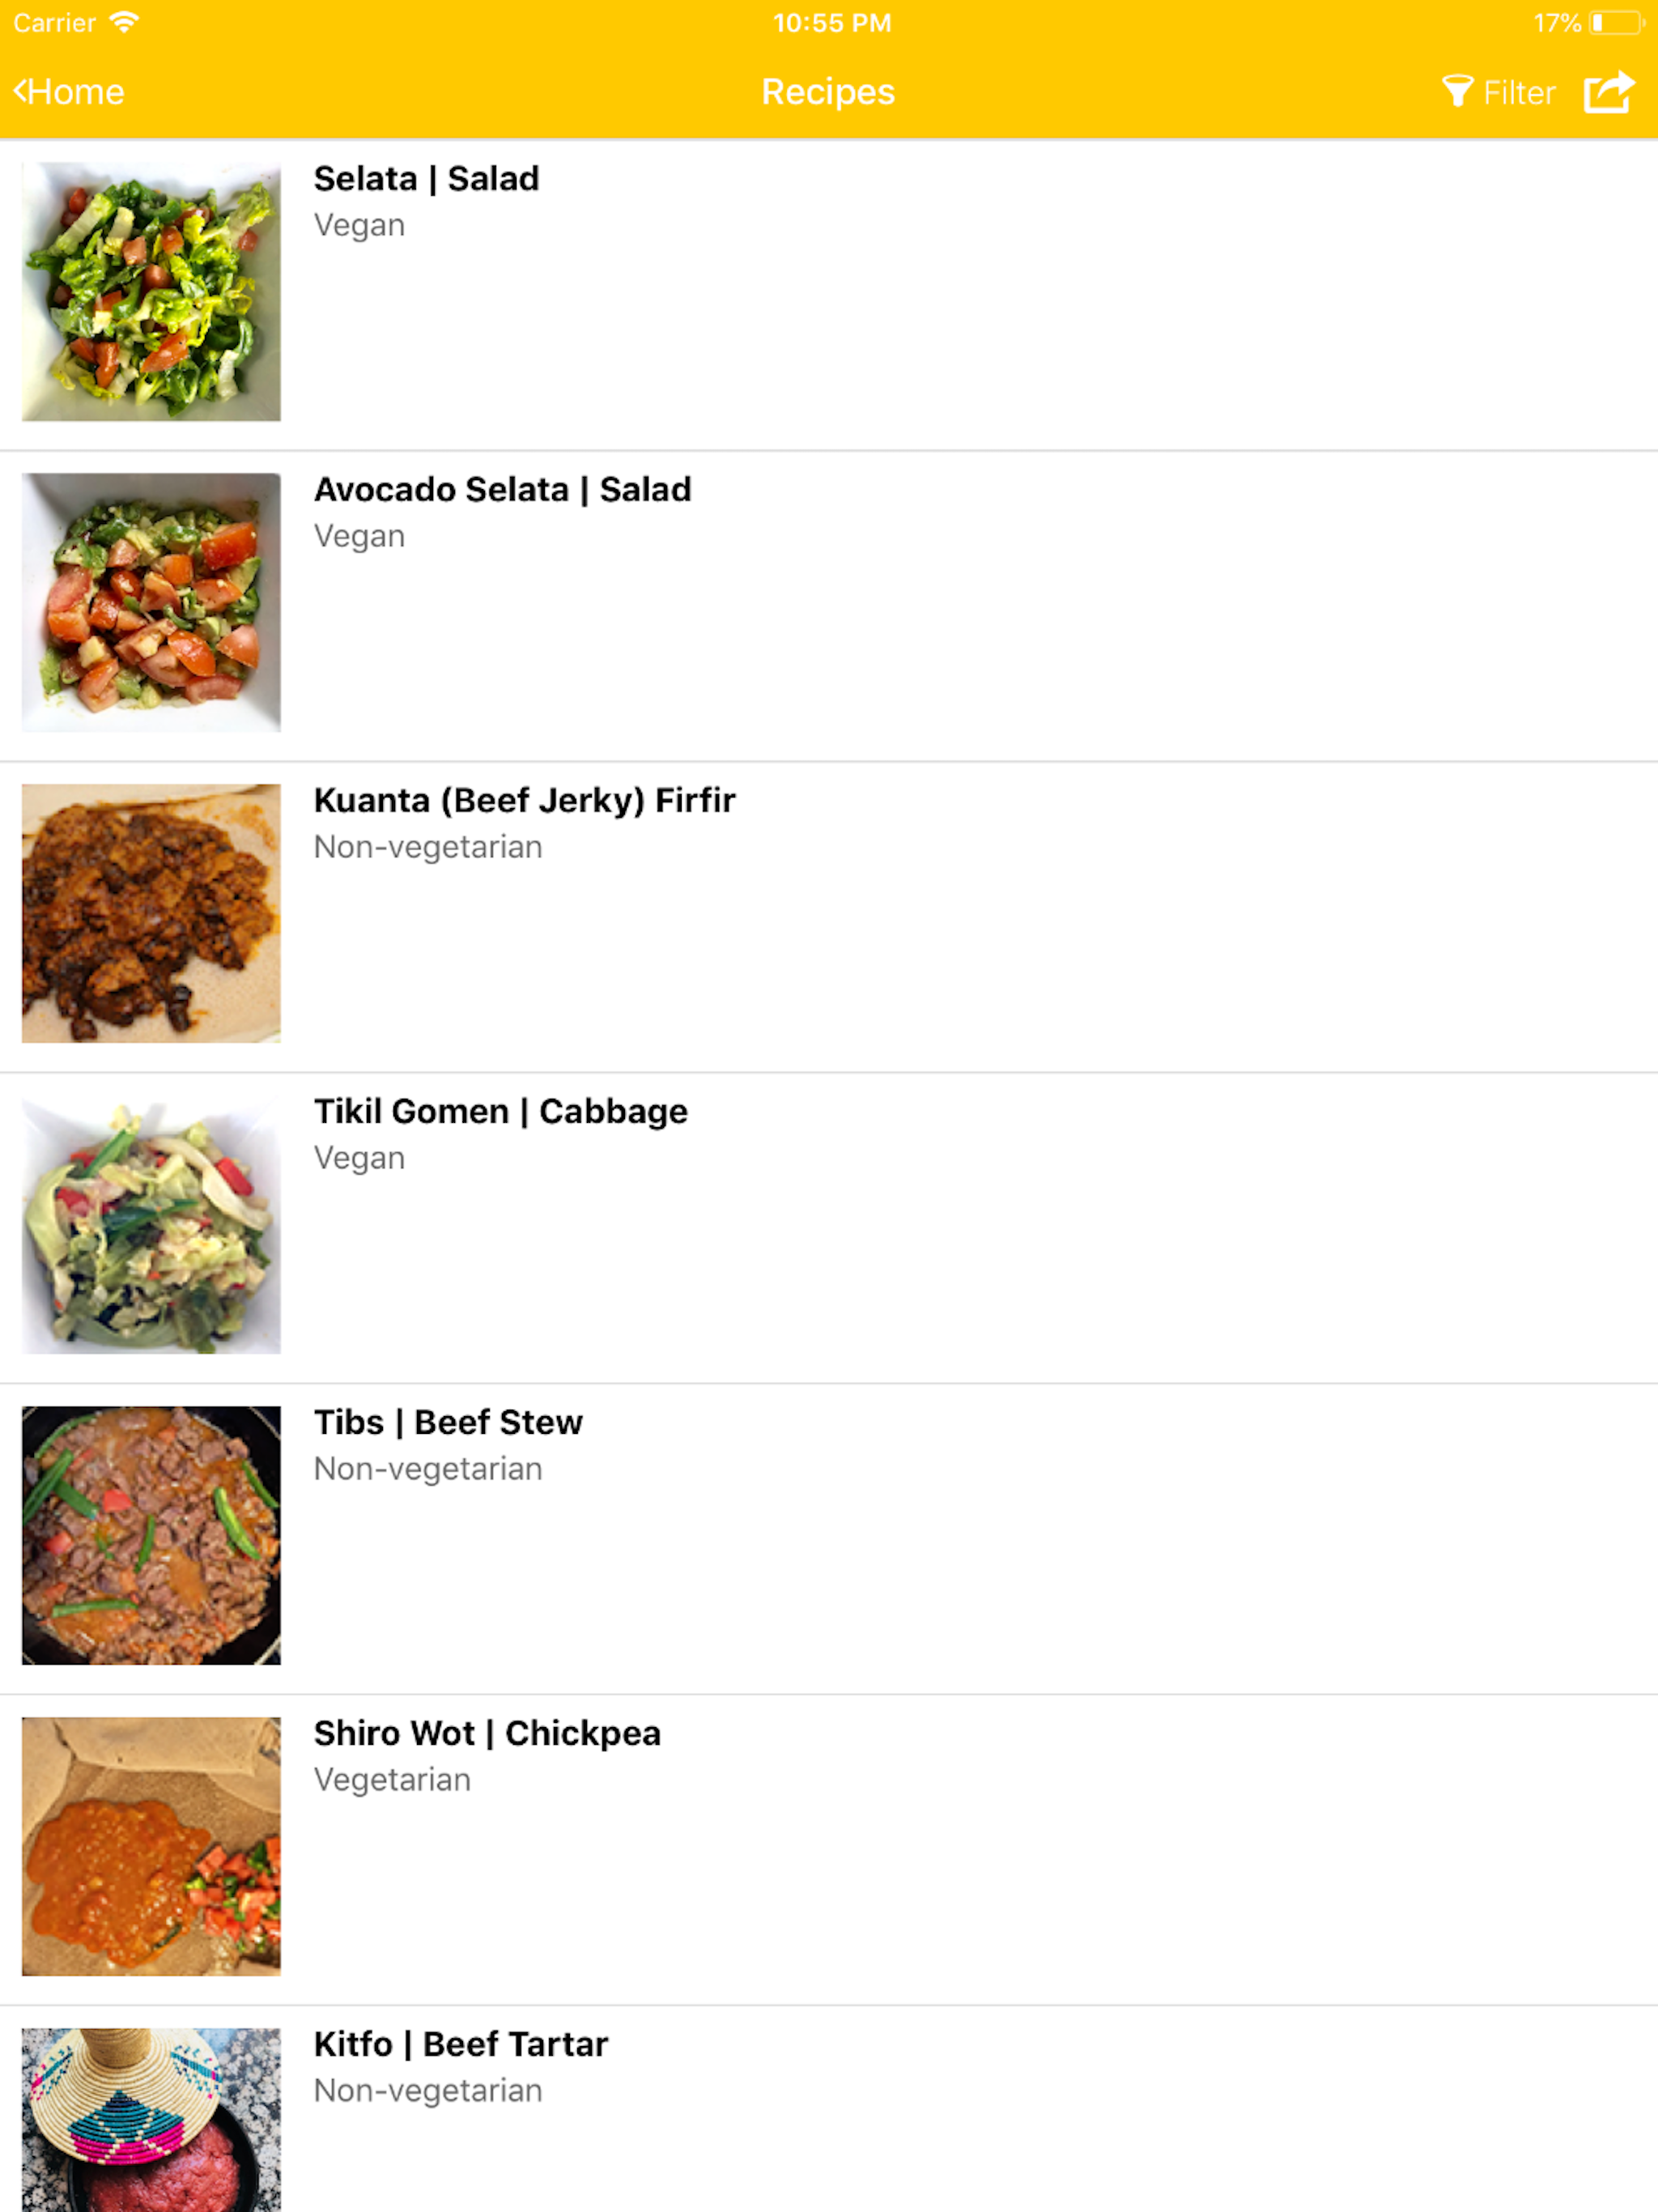 Carrier 10:55 PM 17%
Home Recipes Filter
Selata | Salad
Vegan
Avocado Selata | Salad
Vegan
Kuanta (Beef Jerky) Firfir
Non-vegetarian
Tikil Gomen | Cabbage
Vegan
Tibs | Beef Stew
Non-vegetarian
Shiro Wot | Chickpea
Vegetarian
Kitfo | Beef Tartar
Non-vegetarian